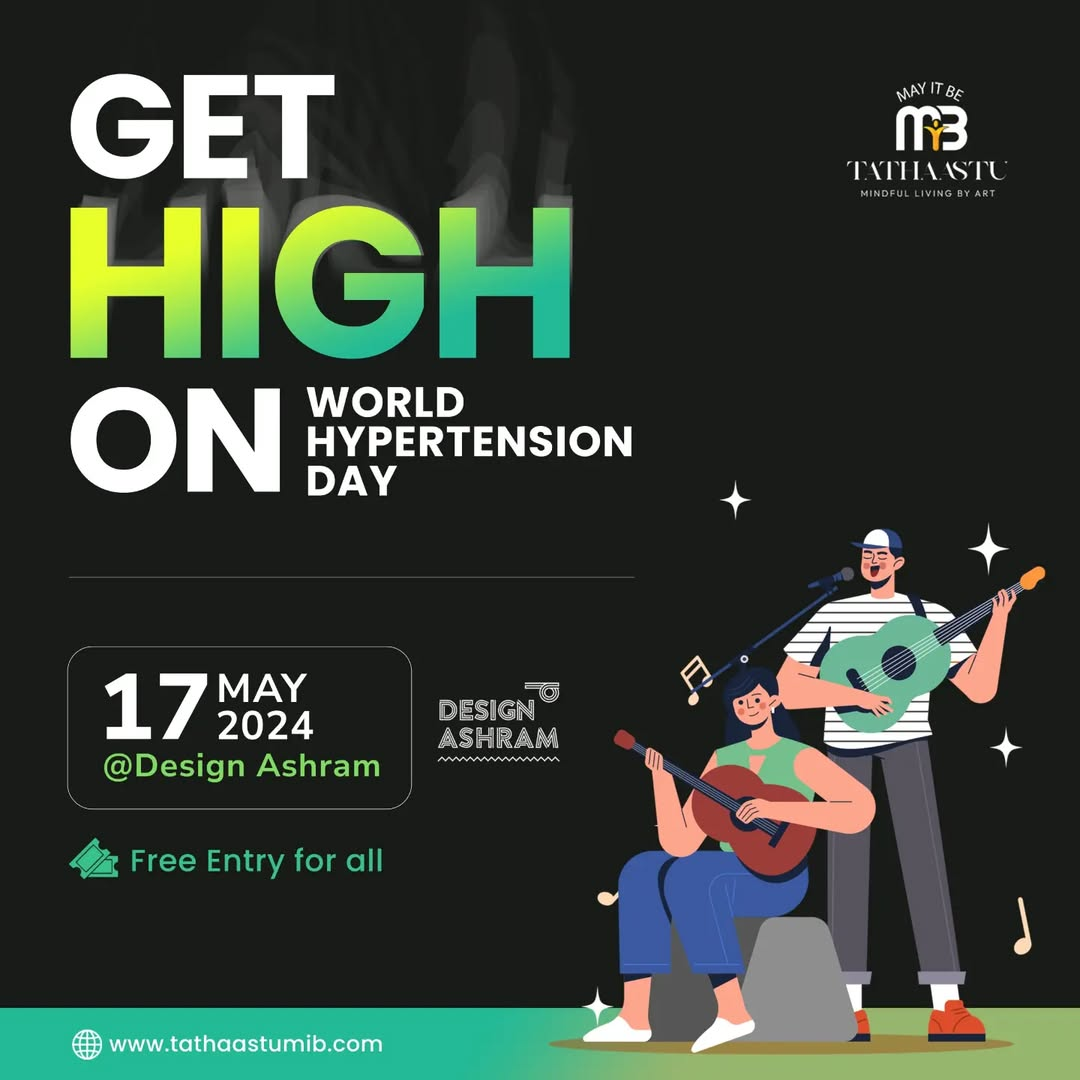 GET
HIGH
ON
WORLD
HYPERTENSION
DAY
MAY IT BE
MB
TATHAASTU
MINDFUL LIVING BY ART
17 MAY
2024
@Design Ashram
DESIGN
ASHRAM
Free Entry for all
www.tathaastumib.com